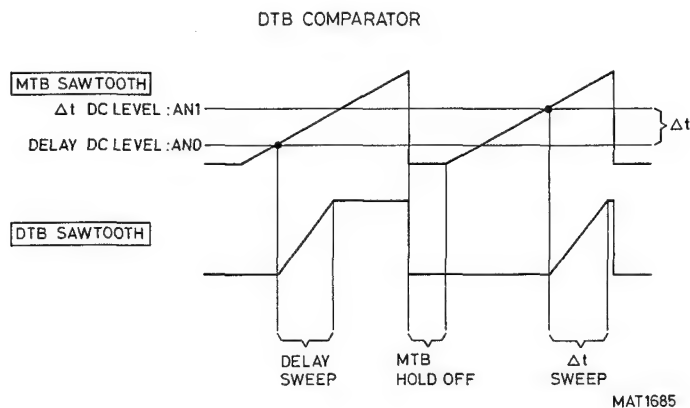 DTB COMPARATOR
MTB SAWTOOTH
Δt DC LEVEL : AN1
Δt
DELAY DC LEVEL : AN0
DTB SAWTOOTH
DELAY
SWEEP
MTB
HOLD OFF
Δt
SWEEP
MAT1685